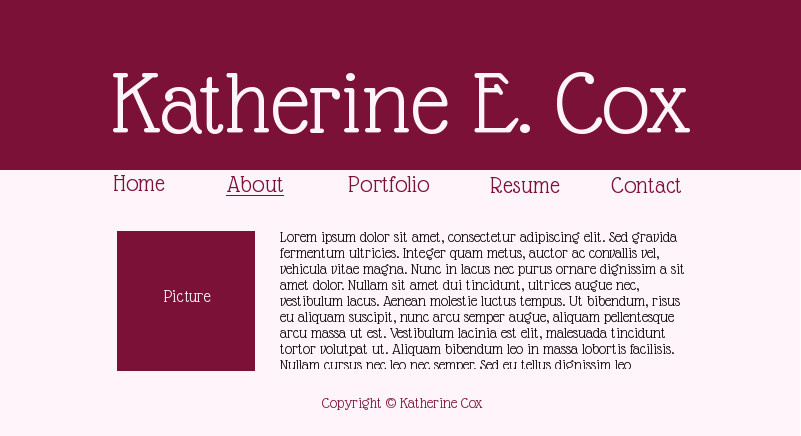 Katherine E. Cox
Home About Portfolio Resume Contact
Picture
Lorem ipsum dolor sit amet, consectetur adipiscing elit. Sed gravida
fermentum ultricies. Integer quam metus, auctor ac convallis vel,
vehicula vitae magna. Nunc in lacus nec purus ornare dignissim a sit
amet dolor. Nullam sit amet dui tincidunt, ultrices augue nec,
vestibulum lacus. Aenean molestie luctus tempus. Ut bibendum, risus
eu aliquam suscipit, nunc arcu semper augue, aliquam pellentesque
arcu massa ut est. Vestibulum lacinia est elit, malesuada tincidunt
tortor volutpat ut. Aliquam bibendum leo in massa lobortis facilisis.
Nullam cursus nec leo nec semper. Sed eu tellus dignissim leo
Copyright © Katherine Cox